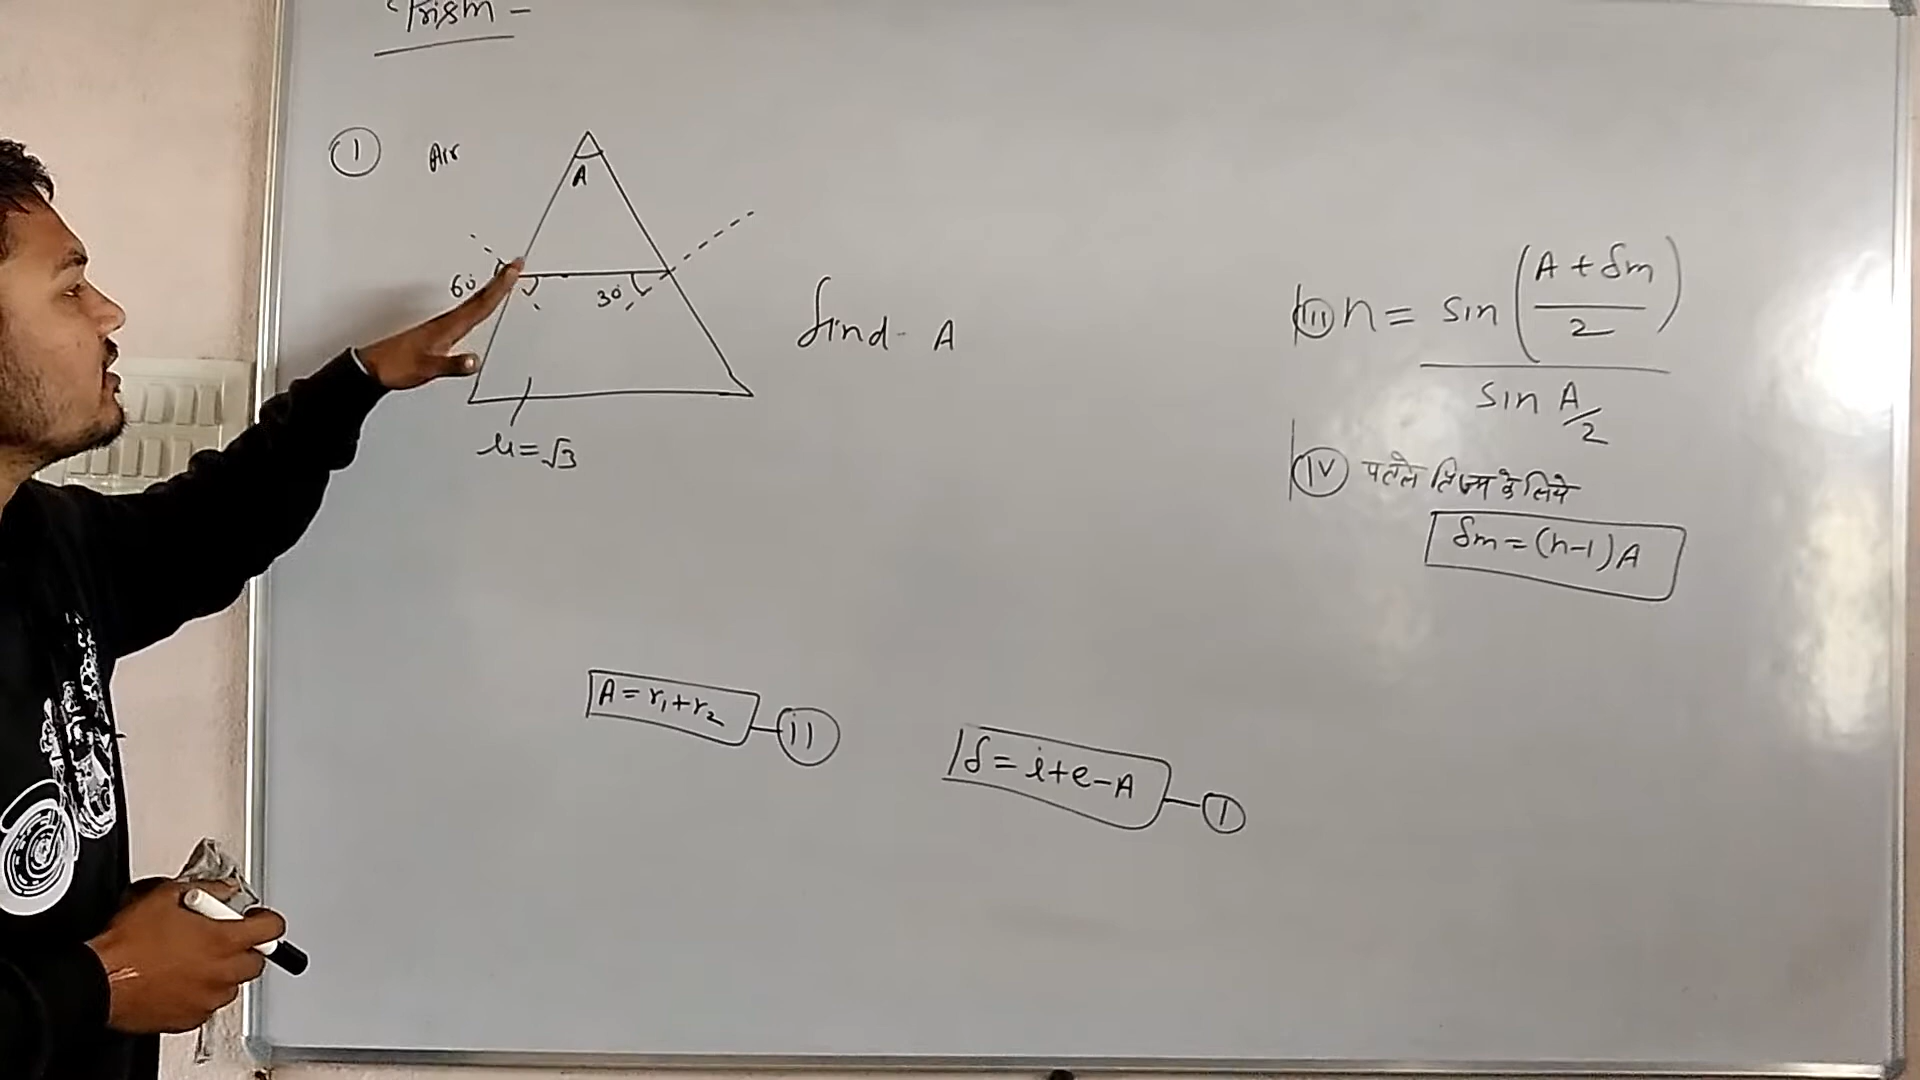 Prism -
1 Air
A
60° 30°
μ = √3
find - A
III n = sin (A + δm / 2) / sin A/2
IV पतले प्रिज्म के लिये
δm = (n-1) A
A = r₁ + r₂ - II
δ = i + e - A - I